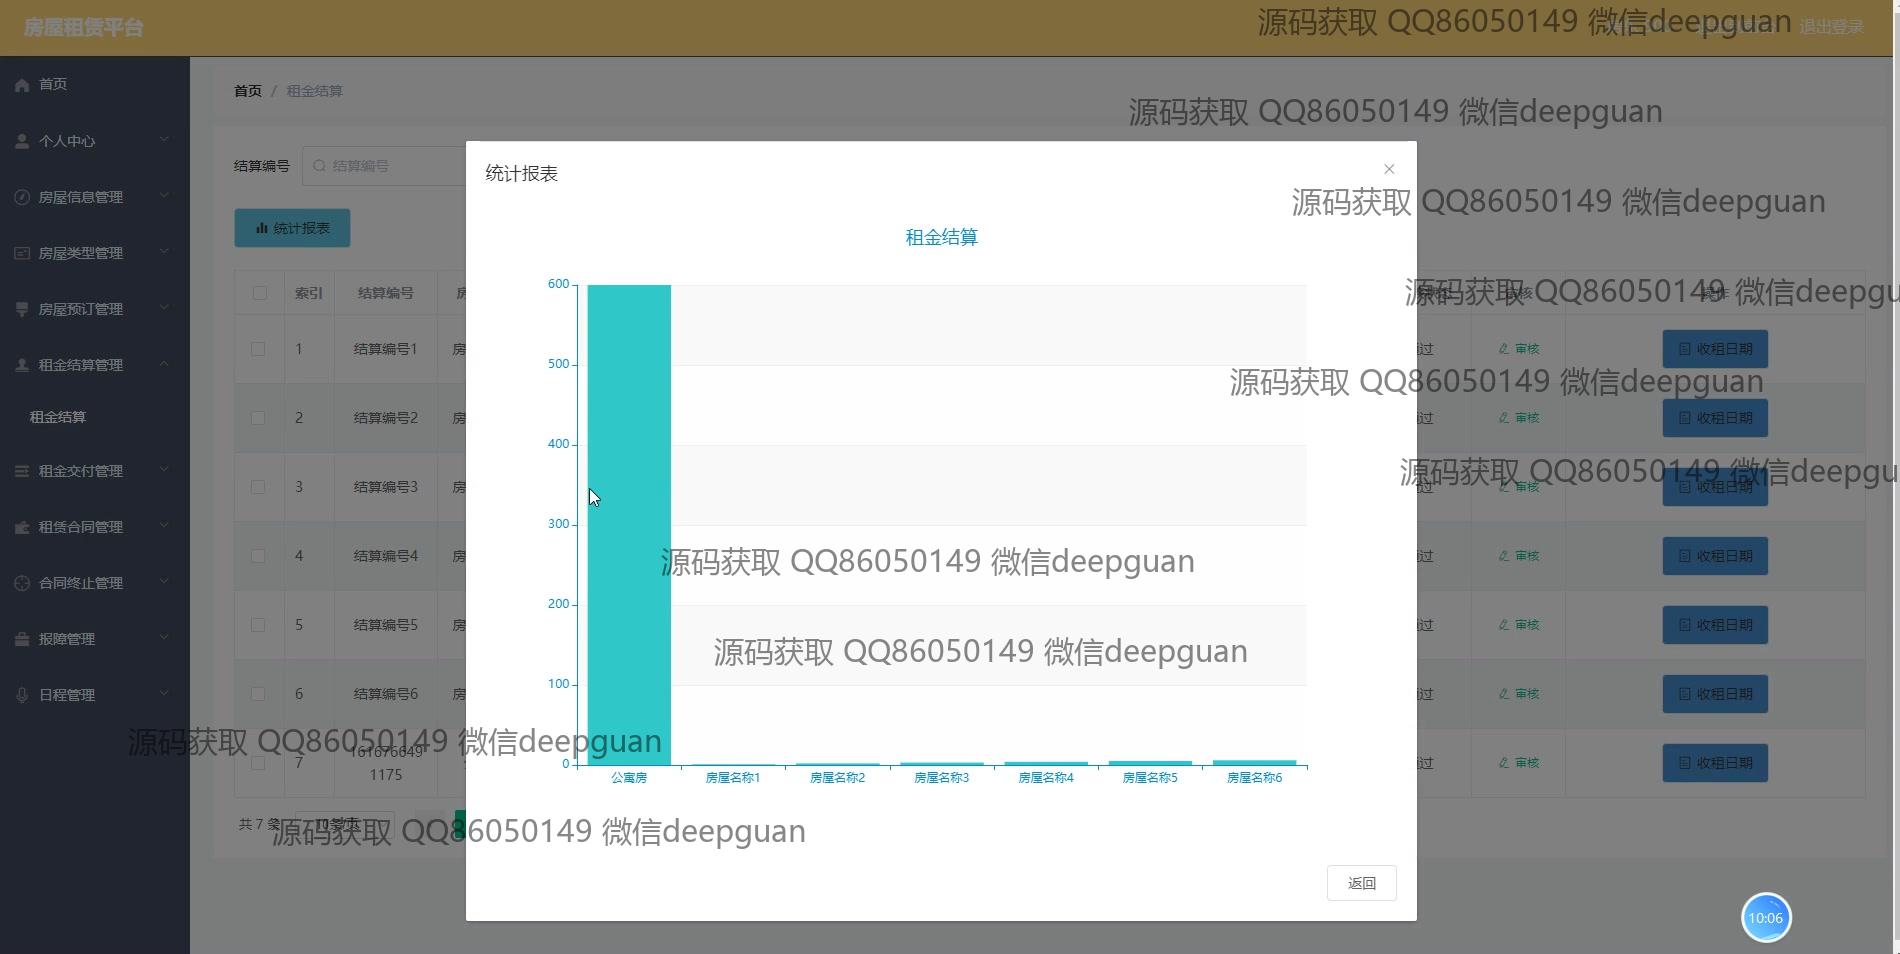 房屋租赁平台
源码获取 QQ86050149 微信deepguan
退出登录
首页
个人中心
房屋信息管理
房屋类型管理
房屋预订管理
租金结算管理
租金结算
租金交付管理
租赁合同管理
合同终止管理
报障管理
日程管理
首页 / 租金结算
源码获取 QQ86050149 微信deepguan
结算编号 结算编号
统计报表
统计报表
源码获取 QQ86050149 微信deepguan
租金结算
索引 结算编号 房
源码获取 QQ86050149 微信deepgu
审核 操作
1 结算编号1 房 过 审核 收租日期
源码获取 QQ86050149 微信deepguan
2 结算编号2 房 过 审核 收租日期
源码获取 QQ86050149 微信deepgu
3 结算编号3 房 过 审核 收租日期
4 结算编号4 房 过 审核 收租日期
源码获取 QQ86050149 微信deepguan
5 结算编号5 房 过 审核 收租日期
源码获取 QQ86050149 微信deepguan
6 结算编号6 房 过 审核 收租日期
源码获取 QQ86050149 微信deepguan
7 161676649 过 审核 收租日期
1175
600
500
400
300
200
100
0
公寓房 房屋名称1 房屋名称2 房屋名称3 房屋名称4 房屋名称5 房屋名称6
共 7 条 10条/页
源码获取 QQ86050149 微信deepguan
返回
10:06